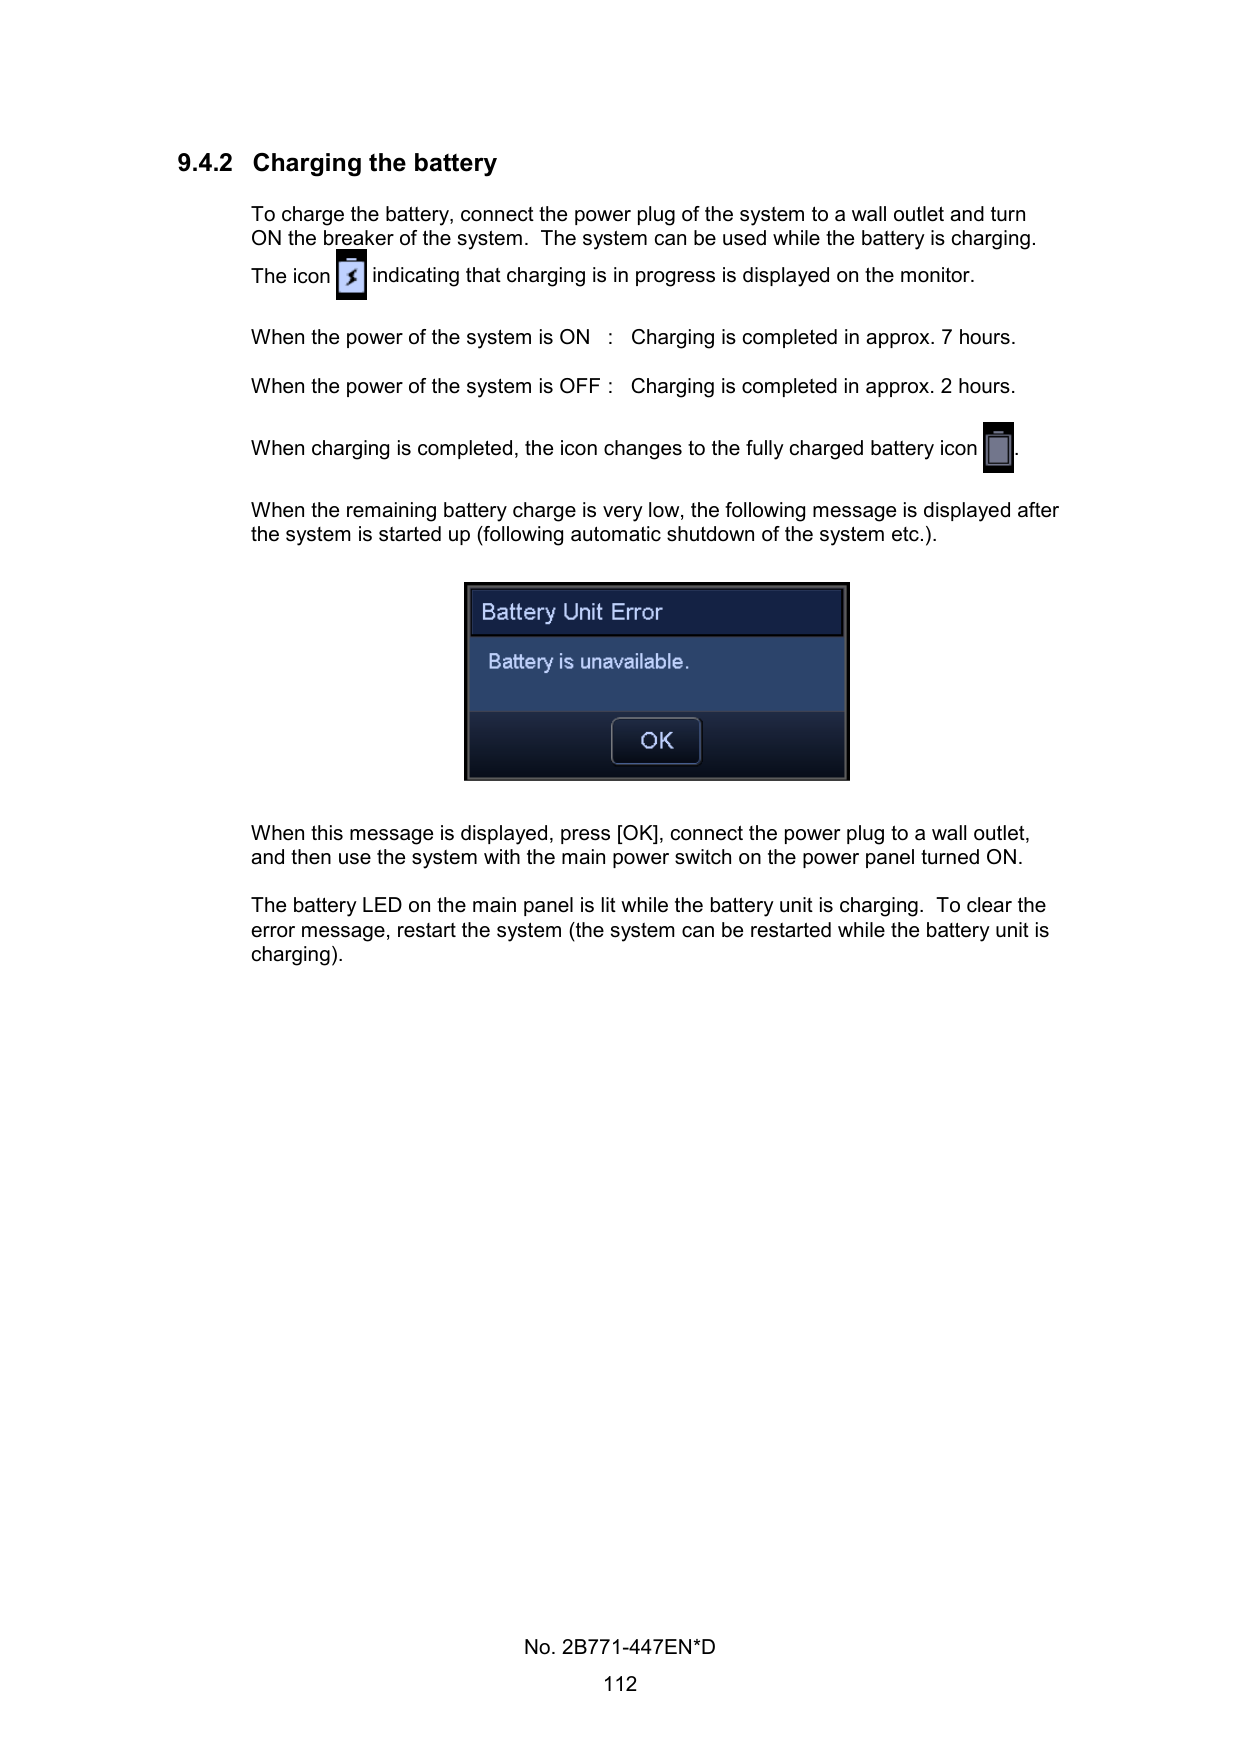 9.4.2 Charging the battery
To charge the battery, connect the power plug of the system to a wall outlet and turn
ON the breaker of the system.  The system can be used while the battery is charging.
The icon indicating that charging is in progress is displayed on the monitor.
When the power of the system is ON : Charging is completed in approx. 7 hours.
When the power of the system is OFF : Charging is completed in approx. 2 hours.
When charging is completed, the icon changes to the fully charged battery icon .
When the remaining battery charge is very low, the following message is displayed after
the system is started up (following automatic shutdown of the system etc.).
Battery Unit Error
Battery is unavailable.
OK
When this message is displayed, press [OK], connect the power plug to a wall outlet,
and then use the system with the main power switch on the power panel turned ON.
The battery LED on the main panel is lit while the battery unit is charging.  To clear the
error message, restart the system (the system can be restarted while the battery unit is
charging).
No. 2B771-447EN*D
112